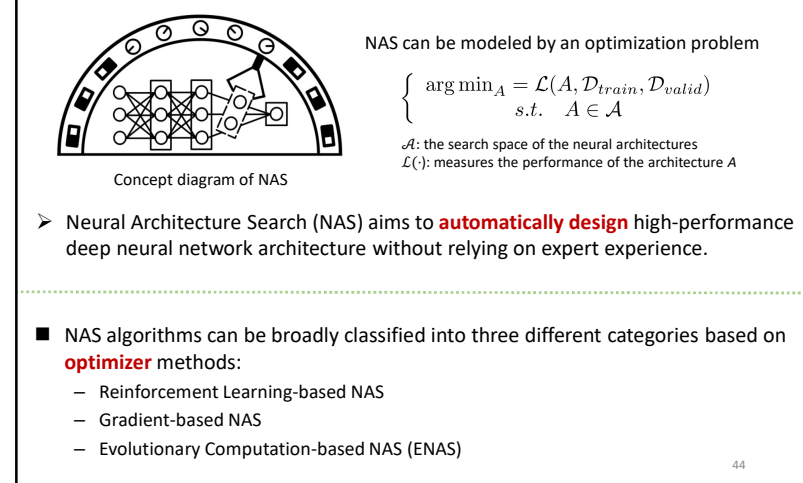 NAS can be modeled by an optimization problem
{ arg min_A = ℒ(A, 𝒟_train, 𝒟_valid)
s.t. A ∈ 𝒜
𝒜: the search space of the neural architectures
ℒ(·): measures the performance of the architecture A
Concept diagram of NAS
➢ Neural Architecture Search (NAS) aims to automatically design high-performance
deep neural network architecture without relying on expert experience.
■ NAS algorithms can be broadly classified into three different categories based on
optimizer methods:
– Reinforcement Learning-based NAS
– Gradient-based NAS
– Evolutionary Computation-based NAS (ENAS)
44